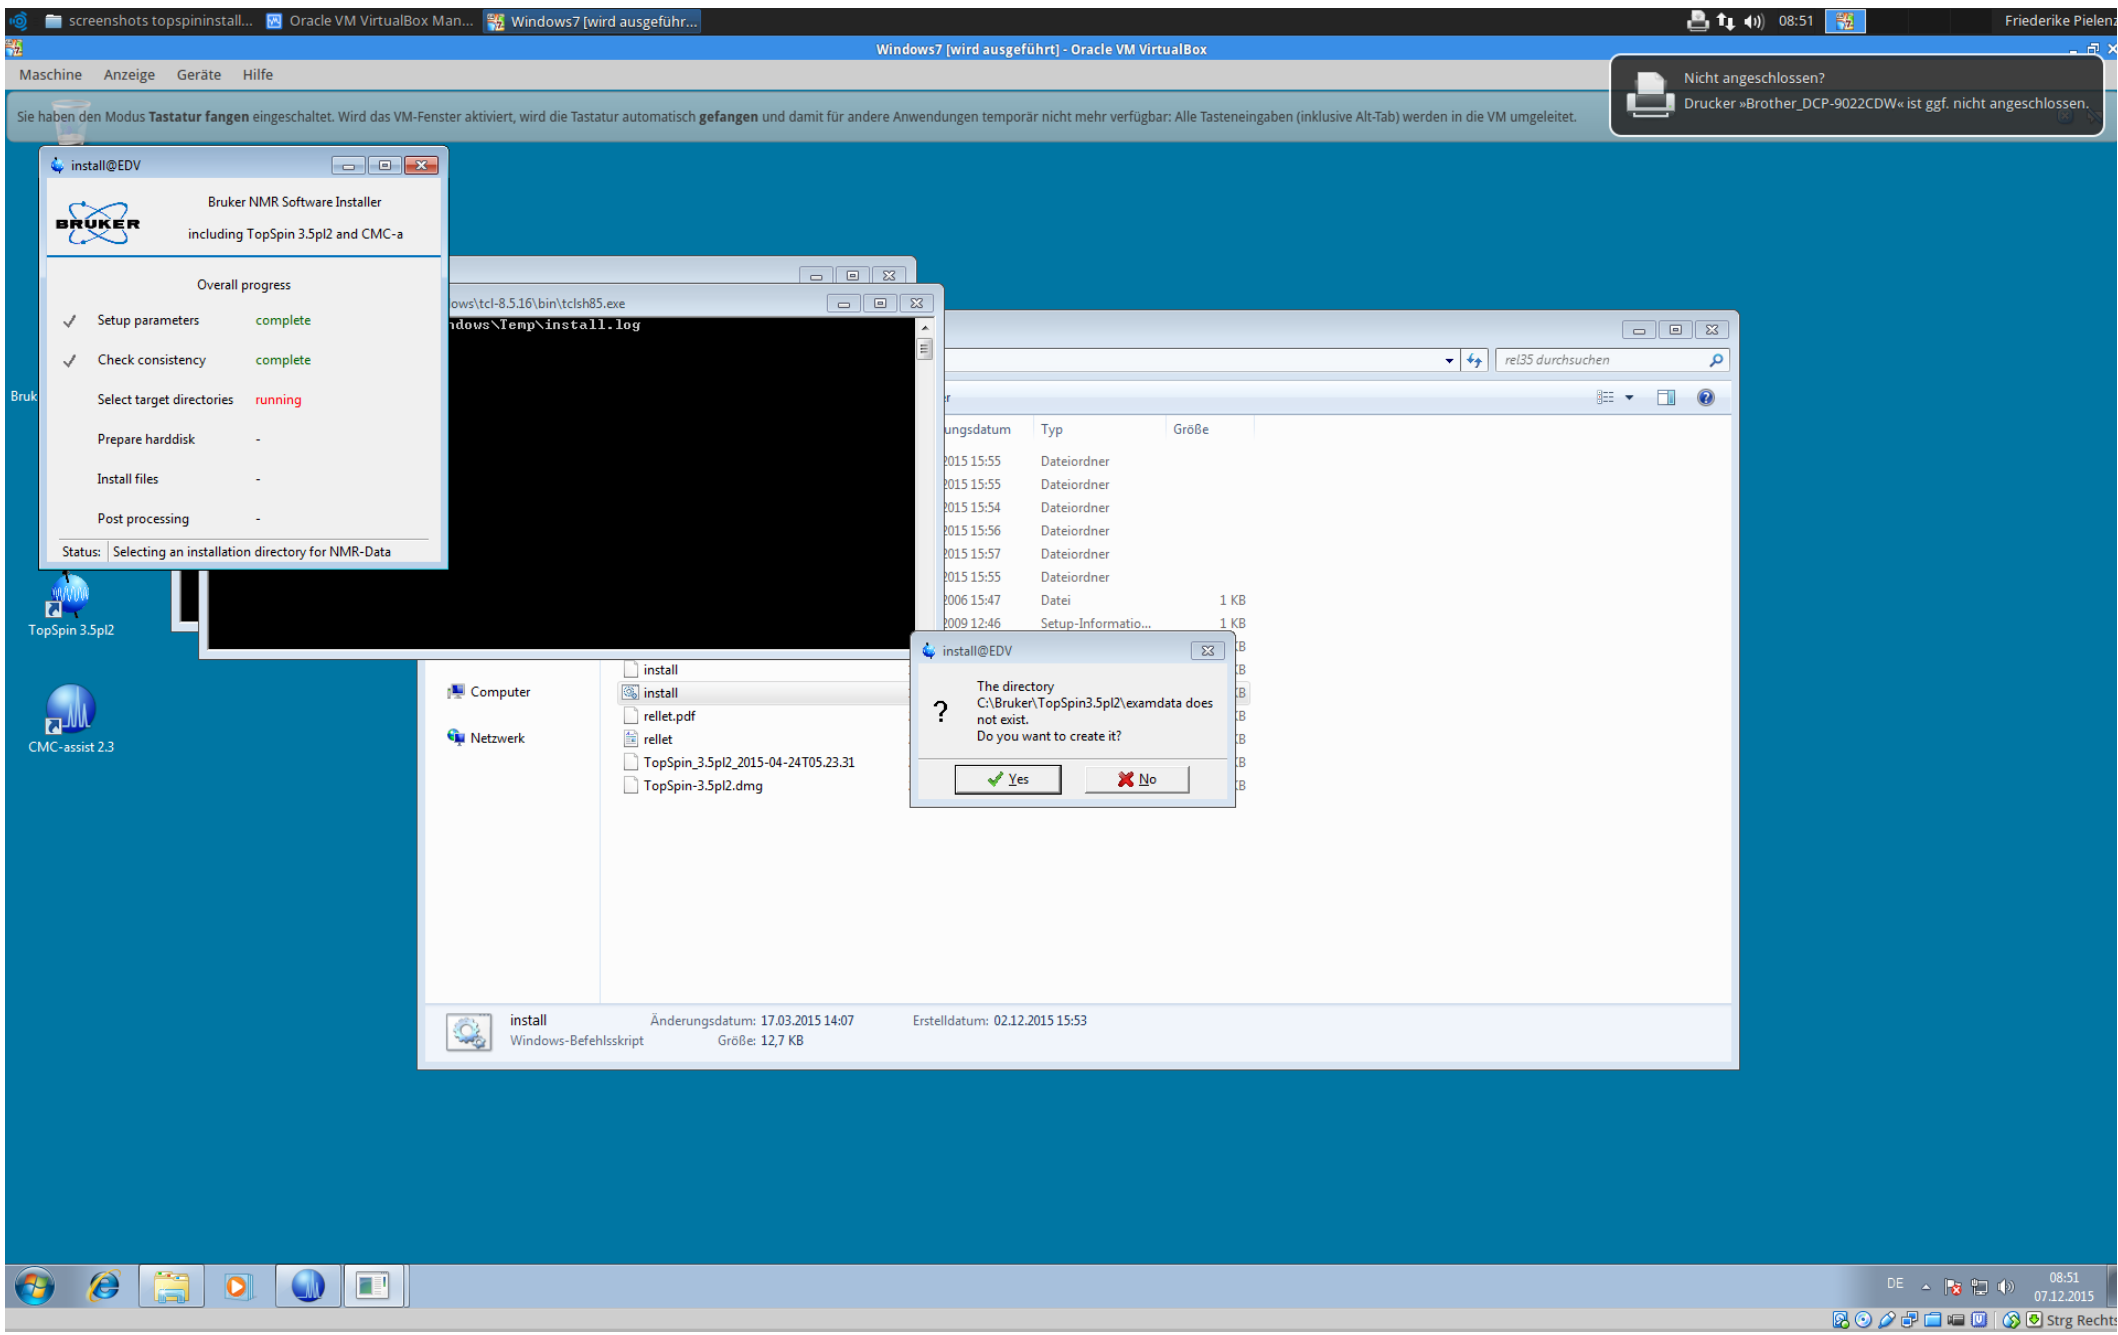 screenshots topspininstall...
Oracle VM VirtualBox Man...
Windows7 [wird ausgeführ...
08:51
Friederike Pielenz
Windows7 [wird ausgeführt] - Oracle VM VirtualBox
Maschine Anzeige Geräte Hilfe
Nicht angeschlossen?
Drucker »Brother_DCP-9022CDW« ist ggf. nicht angeschlossen.
Sie haben den Modus Tastatur fangen eingeschaltet. Wird das VM-Fenster aktiviert, wird die Tastatur automatisch gefangen und damit für andere Anwendungen temporär nicht mehr verfügbar: Alle Tasteneingaben (inklusive Alt-Tab) werden in die VM umgeleitet.
install@EDV
BRUKER
Bruker NMR Software Installer
including TopSpin 3.5pl2 and CMC-a
Overall progress
Setup parameters complete
Check consistency complete
Select target directories running
Prepare harddisk -
Install files -
Post processing -
Status: Selecting an installation directory for NMR-Data
ows\tcl-8.5.16\bin\tclsh85.exe
ndows\Temp\install.log
Bruk
TopSpin 3.5pl2
CMC-assist 2.3
rel35 durchsuchen
er
ungsdatum Typ Größe
2015 15:55 Dateiordner
2015 15:55 Dateiordner
2015 15:54 Dateiordner
2015 15:56 Dateiordner
2015 15:57 Dateiordner
2015 15:55 Dateiordner
2006 15:47 Datei 1 KB
2009 12:46 Setup-Informatio... 1 KB
Computer
Netzwerk
install
install
rellet.pdf
rellet
TopSpin_3.5pl2_2015-04-24T05.23.31
TopSpin-3.5pl2.dmg
KB
KB
KB
KB
KB
KB
KB
install@EDV
The directory
C:\Bruker\TopSpin3.5pl2\examdata does
not exist.
Do you want to create it?
Yes
No
install Änderungsdatum: 17.03.2015 14:07 Erstelldatum: 02.12.2015 15:53
Windows-Befehlsskript Größe: 12,7 KB
DE
08:51
07.12.2015
Strg Rechts